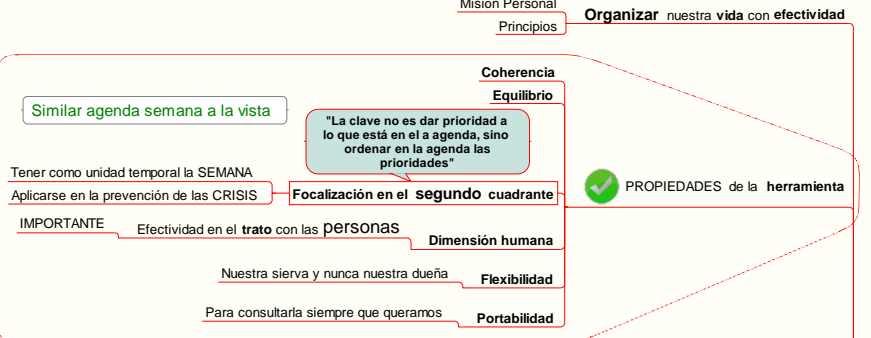 Misión Personal
Organizar nuestra vida con efectividad
Principios
Coherencia
Equilibrio
Similar agenda semana a la vista
"La clave no es dar prioridad a
lo que está en el a agenda, sino
ordenar en la agenda las
prioridades"
Tener como unidad temporal la SEMANA
Aplicarse en la prevención de las CRISIS
Focalización en el segundo cuadrante
PROPIEDADES de la herramienta
IMPORTANTE
Efectividad en el trato con las personas
Dimensión humana
Nuestra sierva y nunca nuestra dueña
Flexibilidad
Para consultarla siempre que queramos
Portabilidad